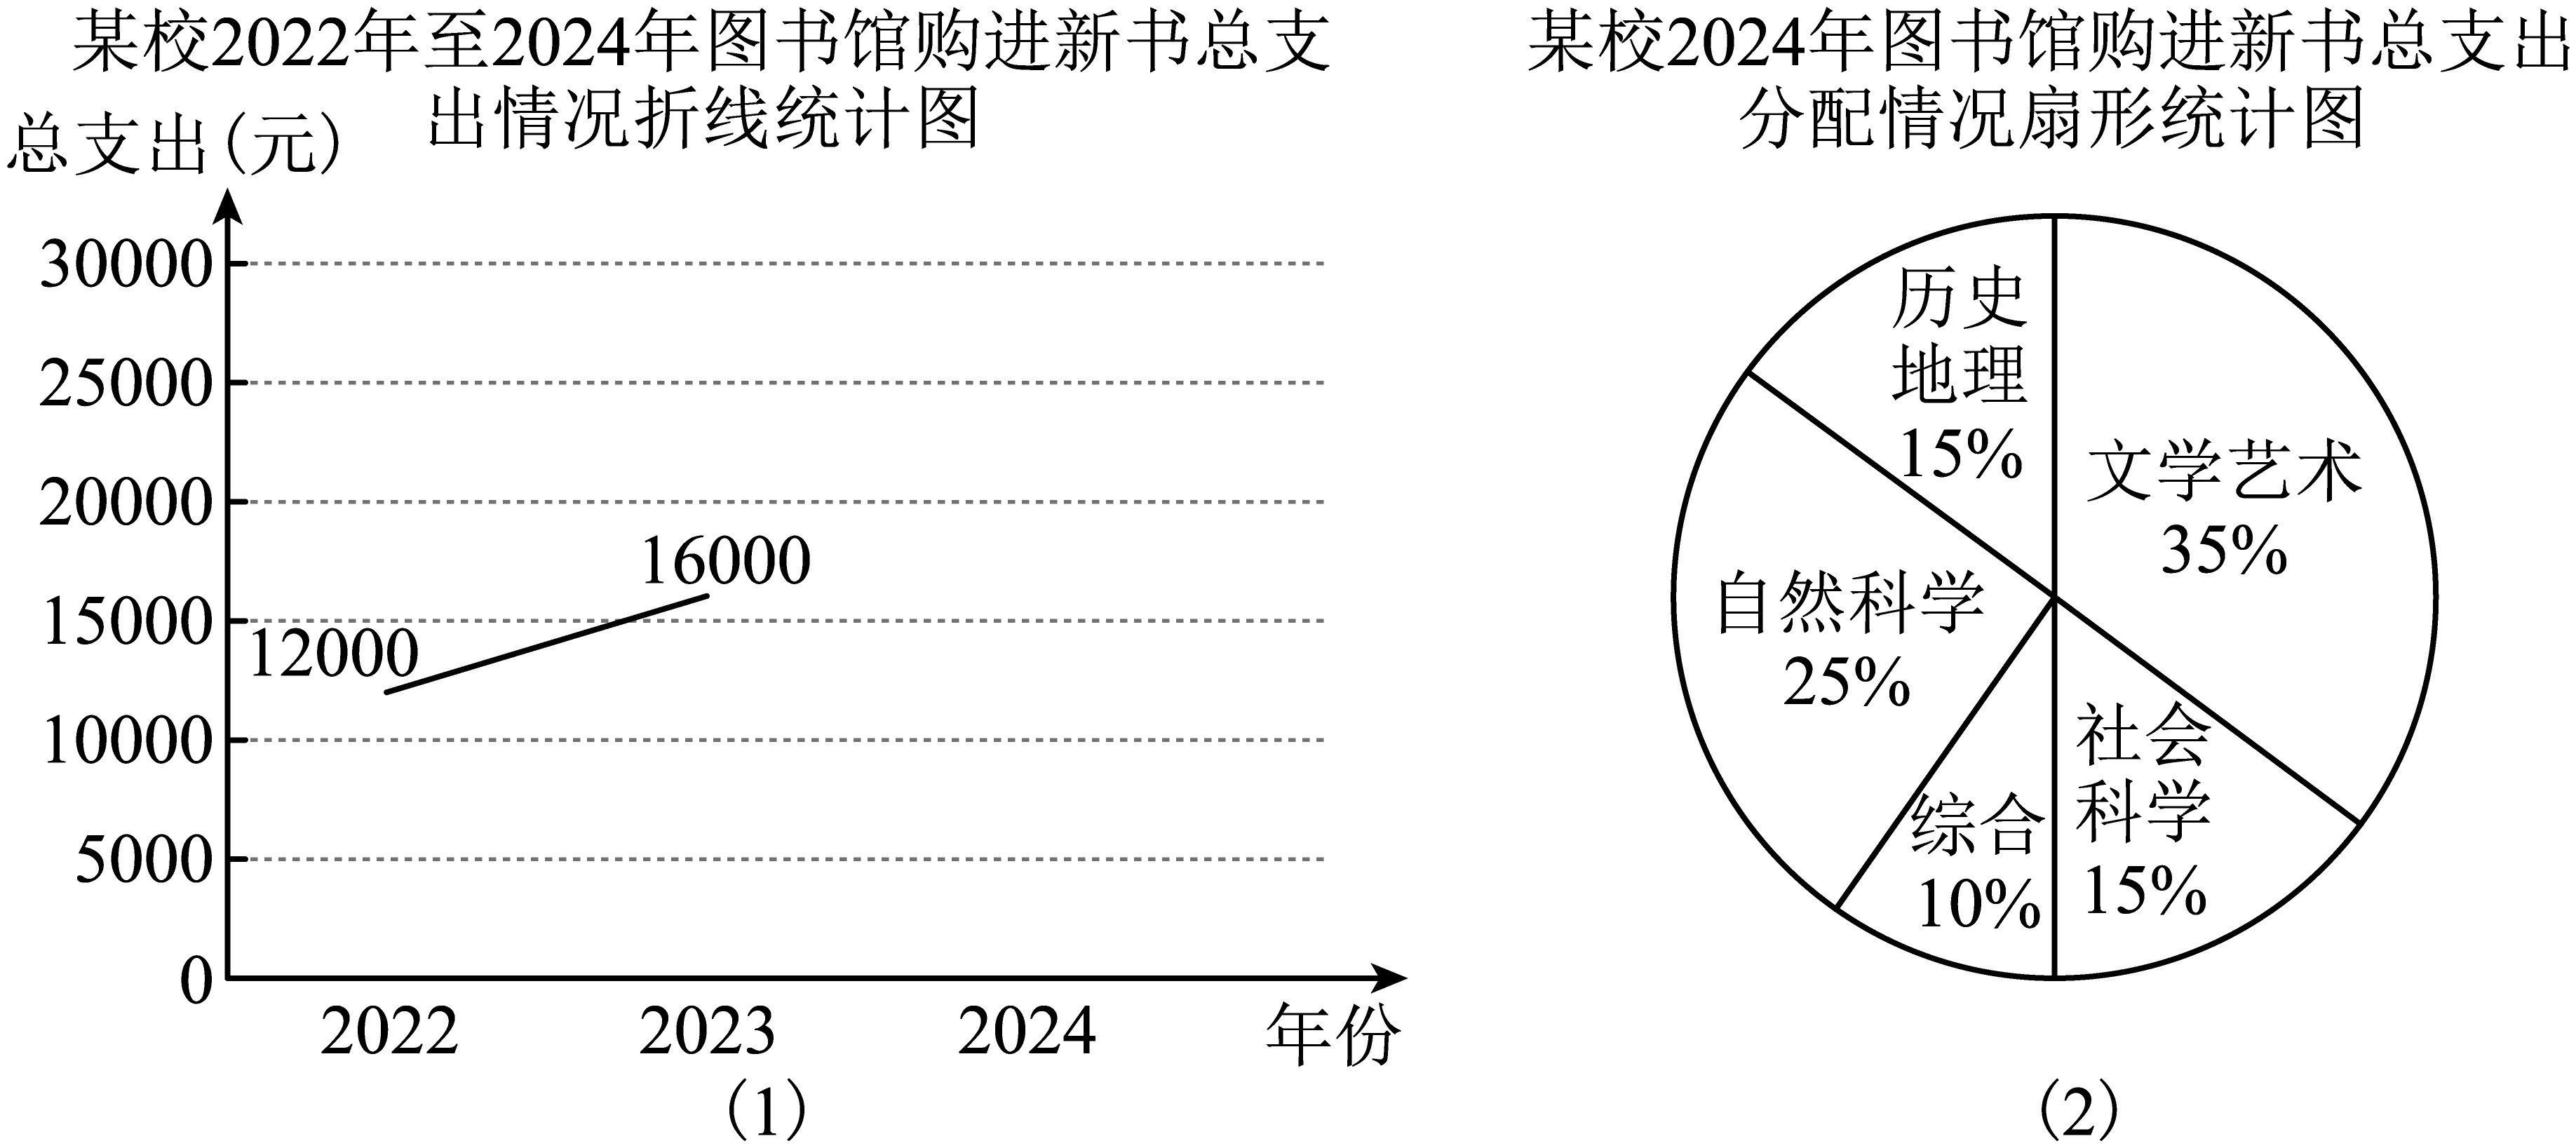 某校2022年至2024年图书馆购进新书总支
出情况折线统计图
总支出(元)
30000
25000
20000
15000
10000
5000
0
12000
16000
2022
2023
2024
年份
(1)
某校2024年图书馆购进新书总支出
分配情况扇形统计图
历史
地理
15%
文学艺术
35%
自然科学
25%
综合
10%
社会
科学
15%
(2)